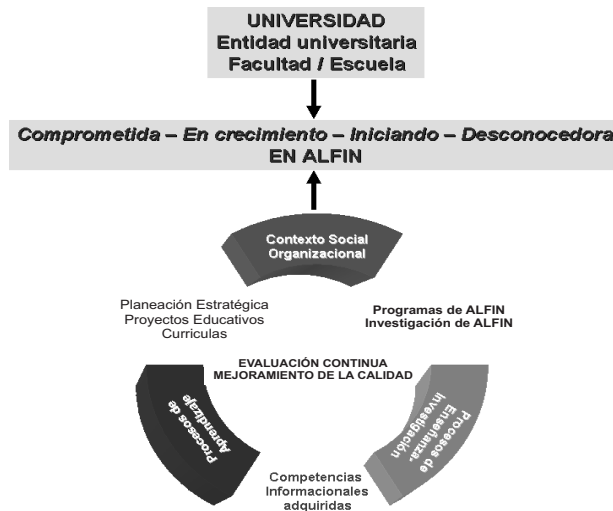 UNIVERSIDAD
Entidad universitaria
Facultad / Escuela
Comprometida – En crecimiento – Iniciando – Desconocedora
EN ALFIN
Contexto Social
Organizacional
Planeación Estratégica
Proyectos Educativos
Curriculas
Programas de ALFIN
Investigación de ALFIN
EVALUACIÓN CONTINUA
MEJORAMIENTO DE LA CALIDAD
Procesos de
Aprendizaje
Procesos de
Enseñanza-
Investigación
Competencias
Informacionales
adquiridas